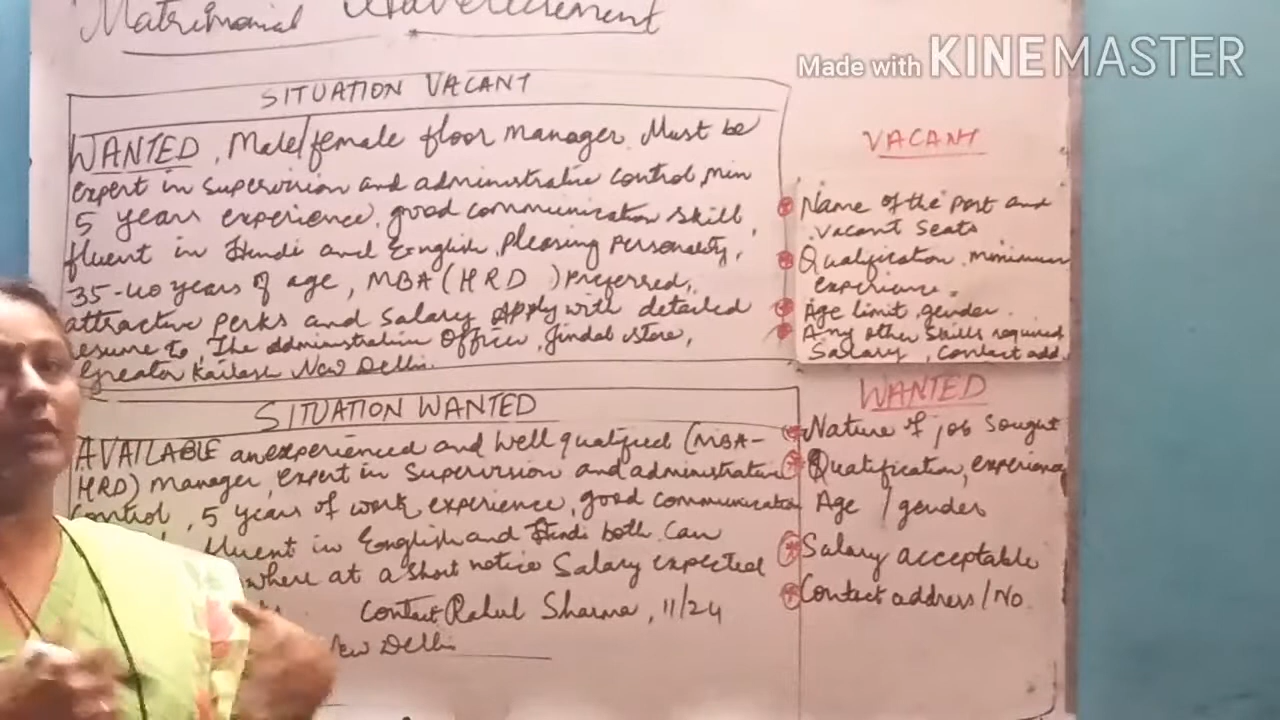 Matrimonial Advertisement
Made with KINEMASTER
SITUATION VACANT
WANTED, Male/female floor manager. Must be
expert in supervision and administrative control, min
5 years experience, good communication skill,
fluent in Hindi and English, pleasing personality,
35-40 years of age, MBA (HRD) preferred,
attractive perks and salary Apply with detailed
esume to, The administration Officer, Jindal store,
Greater Kailash New Delhi.
SITUATION WANTED
AVAILABLE an experienced and well qualified (MBA-
HRD) Manager, expert in supervision and administrative
Control, 5 years of work experience, good communication
fluent in English and Hindi both. Can
where at a short notice Salary expected
Contact Rahul Sharma, 11/24
New Delhi
VACANT
Name of the post and
vacant seats
Qualification, minimum
experience.
Age limit, gender.
Any other skills required
Salary, Contact add.
WANTED
Nature of job Sought
Qualification, experience
Age / gender
Salary acceptable
Contact address/No.